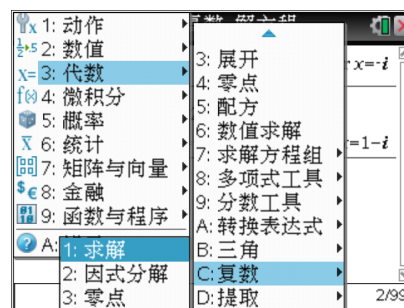 1: 动作
2: 数值
3: 代数
4: 微积分
5: 概率
6: 统计
7: 矩阵与向量
8: 金融
9: 函数与程序
A:
3: 展开
4: 零点
5: 配方
6: 数值求解
7: 求解方程组
8: 多项式工具
9: 分数工具
A: 转换表达式
B: 三角
C: 复数
D: 提取
1: 求解
2: 因式分解
3: 零点
x=-i
=1-i
2/99